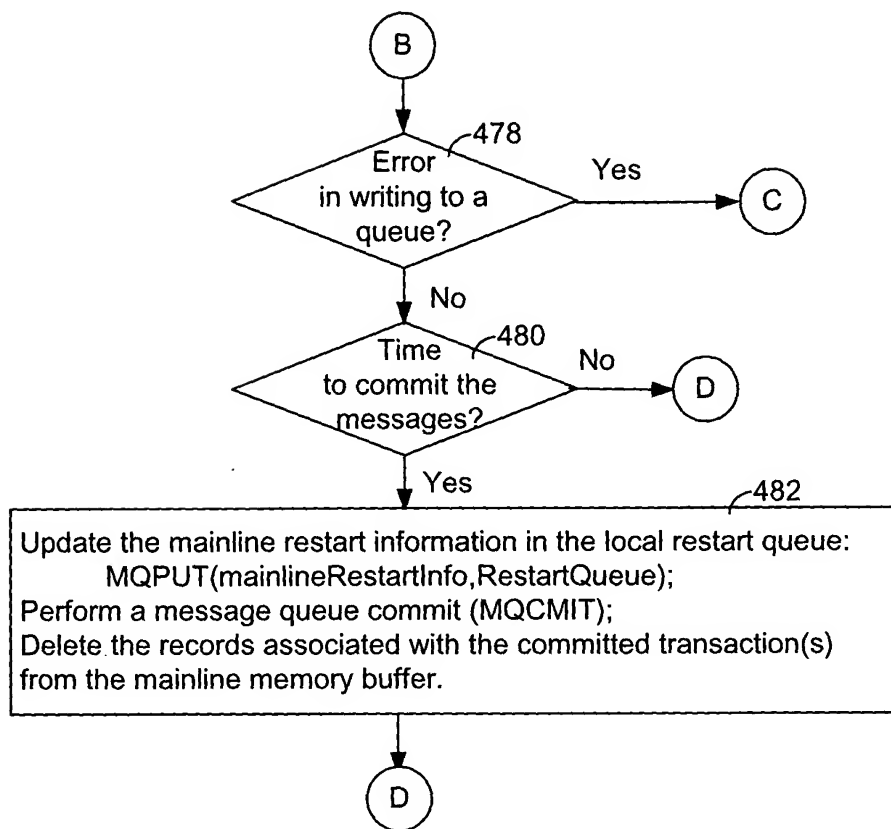 B
478
Error
in writing to a
queue?
Yes
C
No
480
Time
to commit the
messages?
No
D
Yes
482
Update the mainline restart information in the local restart queue:
MQPUT(mainlineRestartInfo,RestartQueue);
Perform a message queue commit (MQCMIT);
Delete the records associated with the committed transaction(s)
from the mainline memory buffer.
D